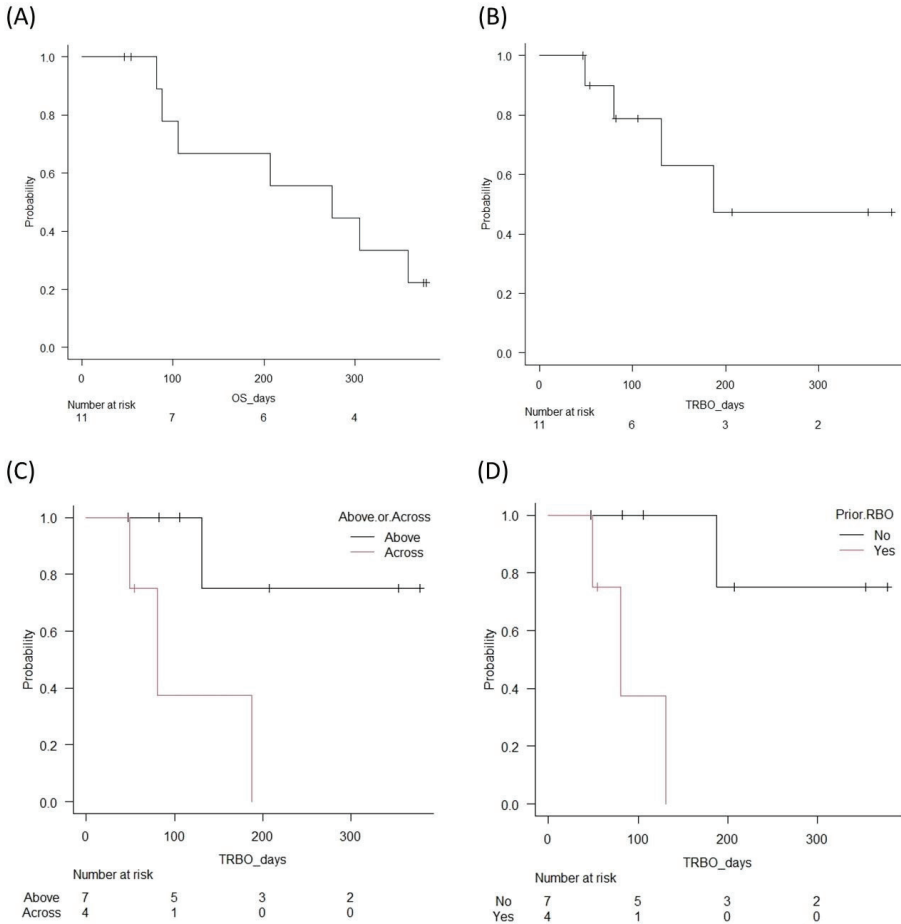 (A)
1.0
0.8
0.6
0.4
0.2
0.0
Probability
0 100 200 300
OS_days
Number at risk
11 7 6 4
(B)
1.0
0.8
0.6
0.4
0.2
0.0
Probability
0 100 200 300
TRBO_days
Number at risk
11 6 3 2
(C)
1.0
0.8
0.6
0.4
0.2
0.0
Probability
Above.or.Across
Above
Across
0 100 200 300
TRBO_days
Number at risk
Above 7 5 3 2
Across 4 1 0 0
(D)
1.0
0.8
0.6
0.4
0.2
0.0
Probability
Prior.RBO
No
Yes
0 100 200 300
TRBO_days
Number at risk
No 7 5 3 2
Yes 4 1 0 0